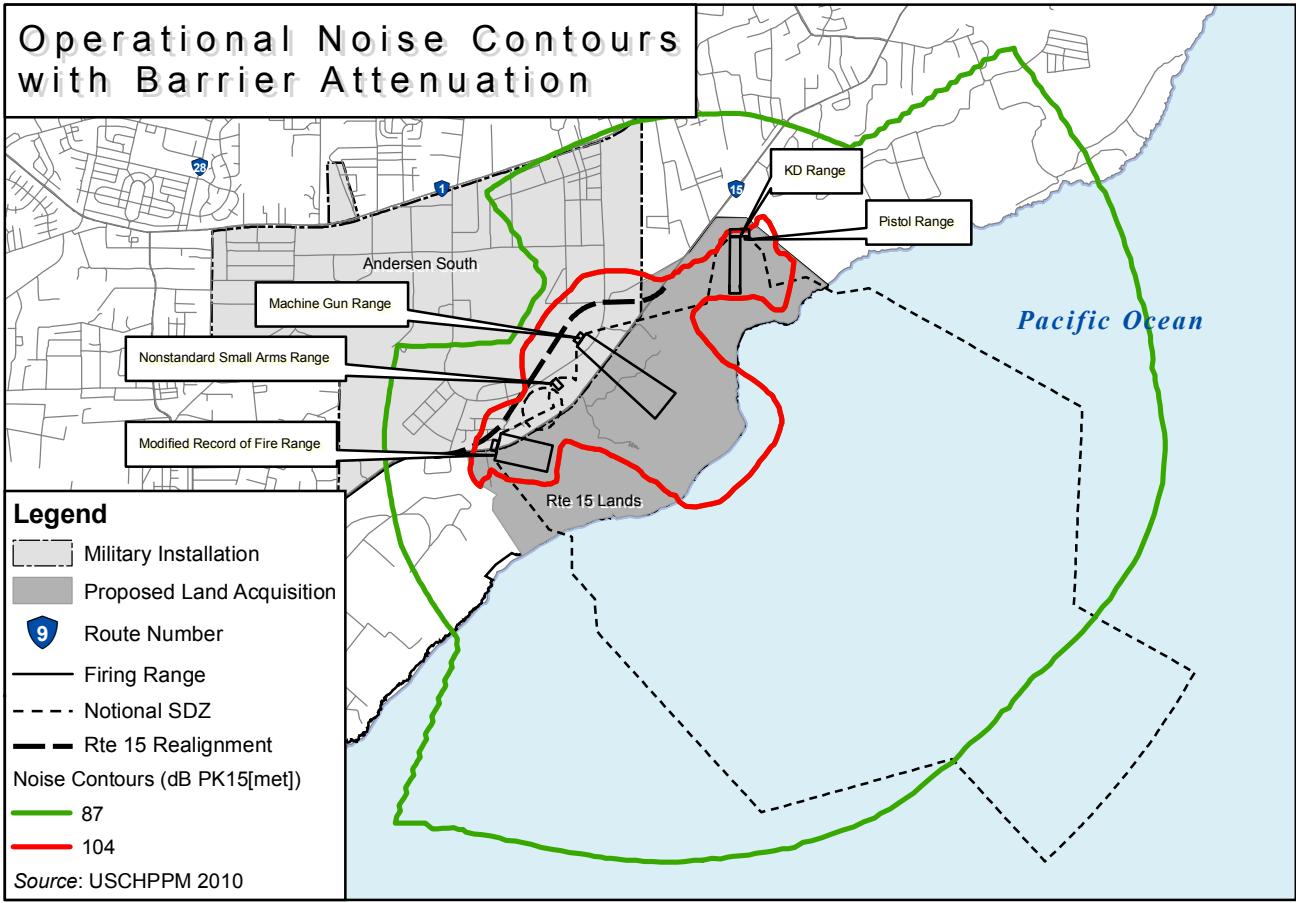 Operational Noise Contours
with Barrier Attenuation
28
1
15
KD Range
Pistol Range
Andersen South
Machine Gun Range
Pacific Ocean
Nonstandard Small Arms Range
Modified Record of Fire Range
Rte 15 Lands
Legend
Military Installation
Proposed Land Acquisition
9 Route Number
Firing Range
Notional SDZ
Rte 15 Realignment
Noise Contours (dB PK15[met])
87
104
Source: USCHPPM 2010